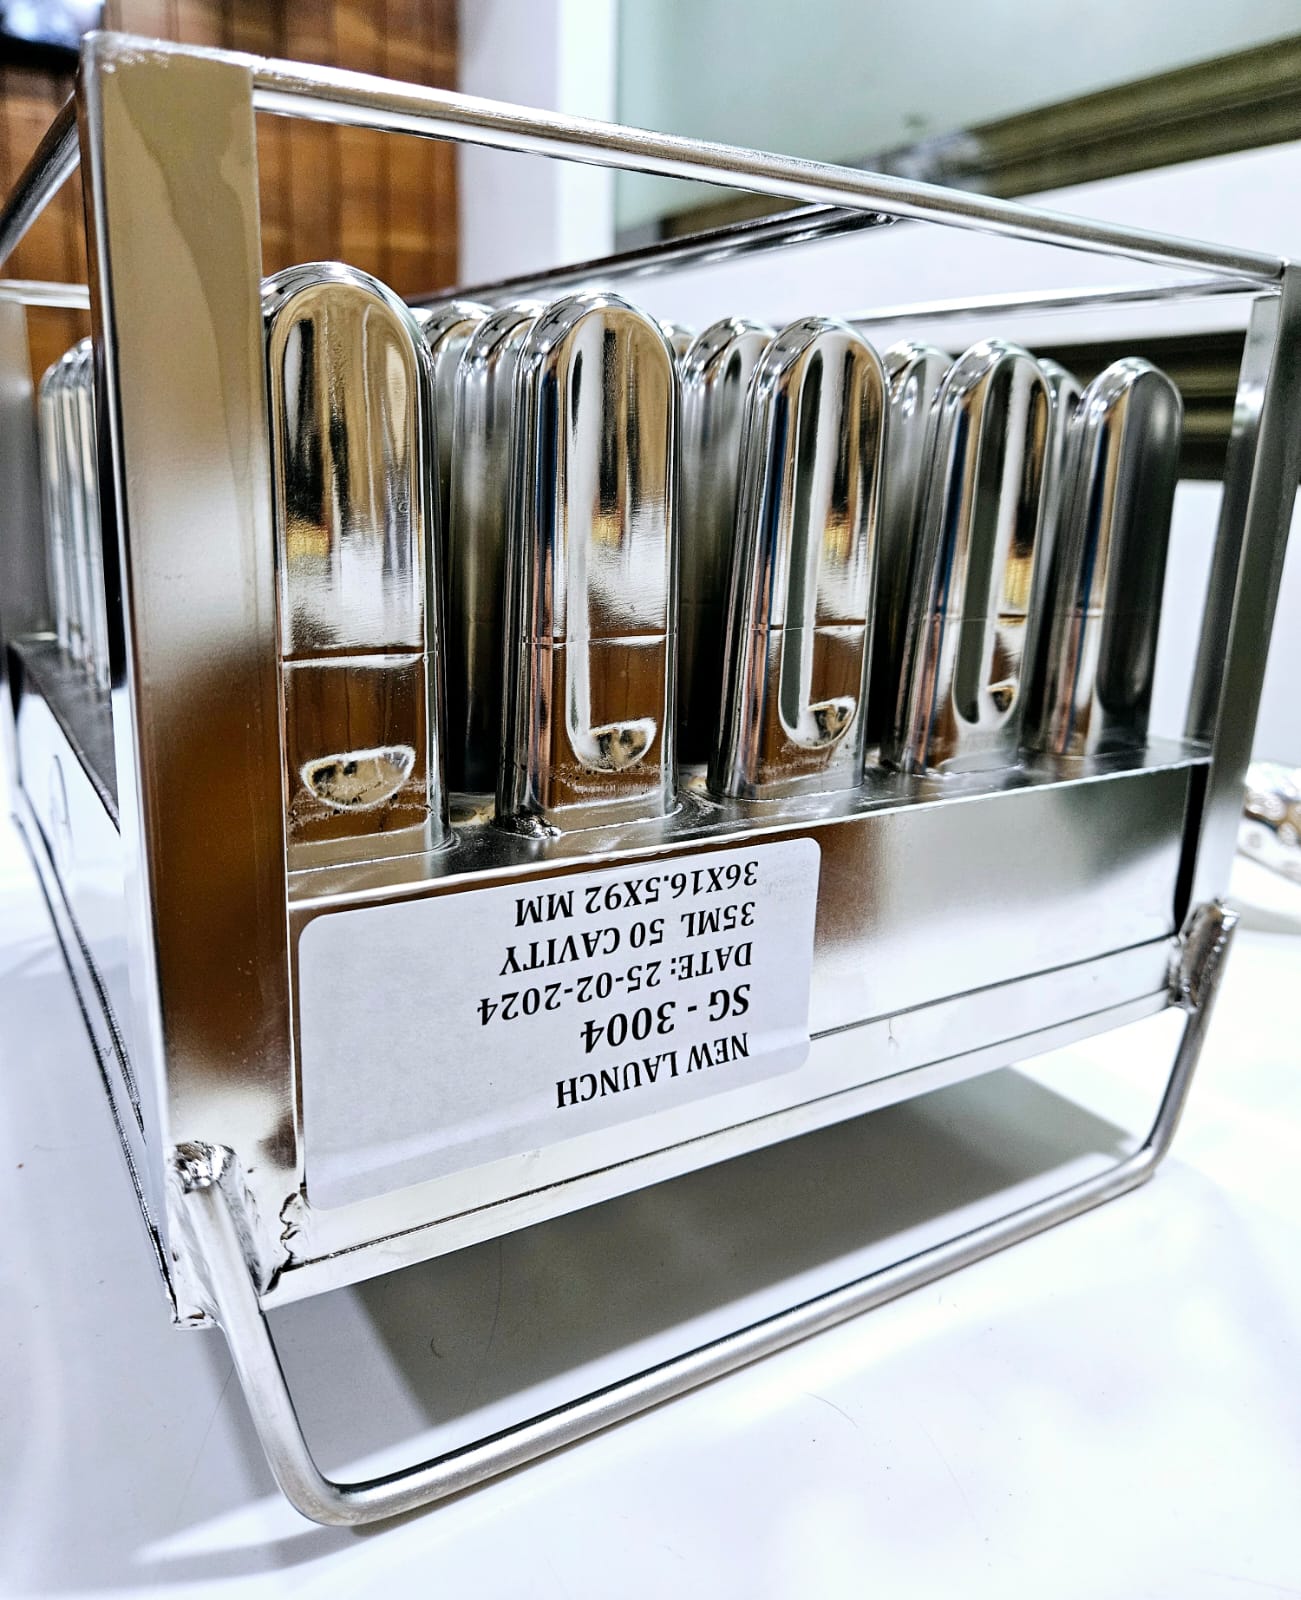 NEW LAUNCH
SG - 3004
DATE: 25-02-2024
35ML 50 CAVITY
36X16.5X92 MM